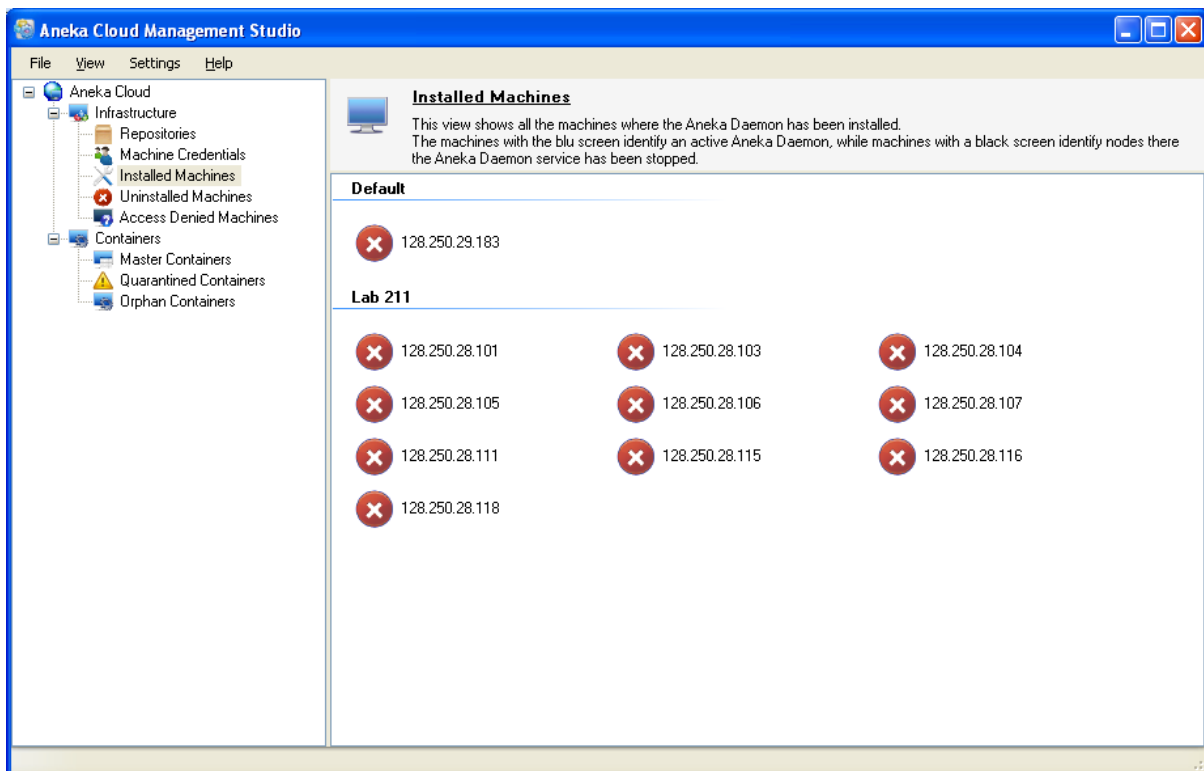 Aneka Cloud Management Studio
File View Settings Help
Aneka Cloud
Infrastructure
Repositories
Machine Credentials
Installed Machines
Uninstalled Machines
Access Denied Machines
Containers
Master Containers
Quarantined Containers
Orphan Containers
Installed Machines
This view shows all the machines where the Aneka Daemon has been installed.
The machines with the blu screen identify an active Aneka Daemon, while machines with a black screen identify nodes there
the Aneka Daemon service has been stopped.
Default
128.250.29.183
Lab 211
128.250.28.101 128.250.28.103 128.250.28.104
128.250.28.105 128.250.28.106 128.250.28.107
128.250.28.111 128.250.28.115 128.250.28.116
128.250.28.118